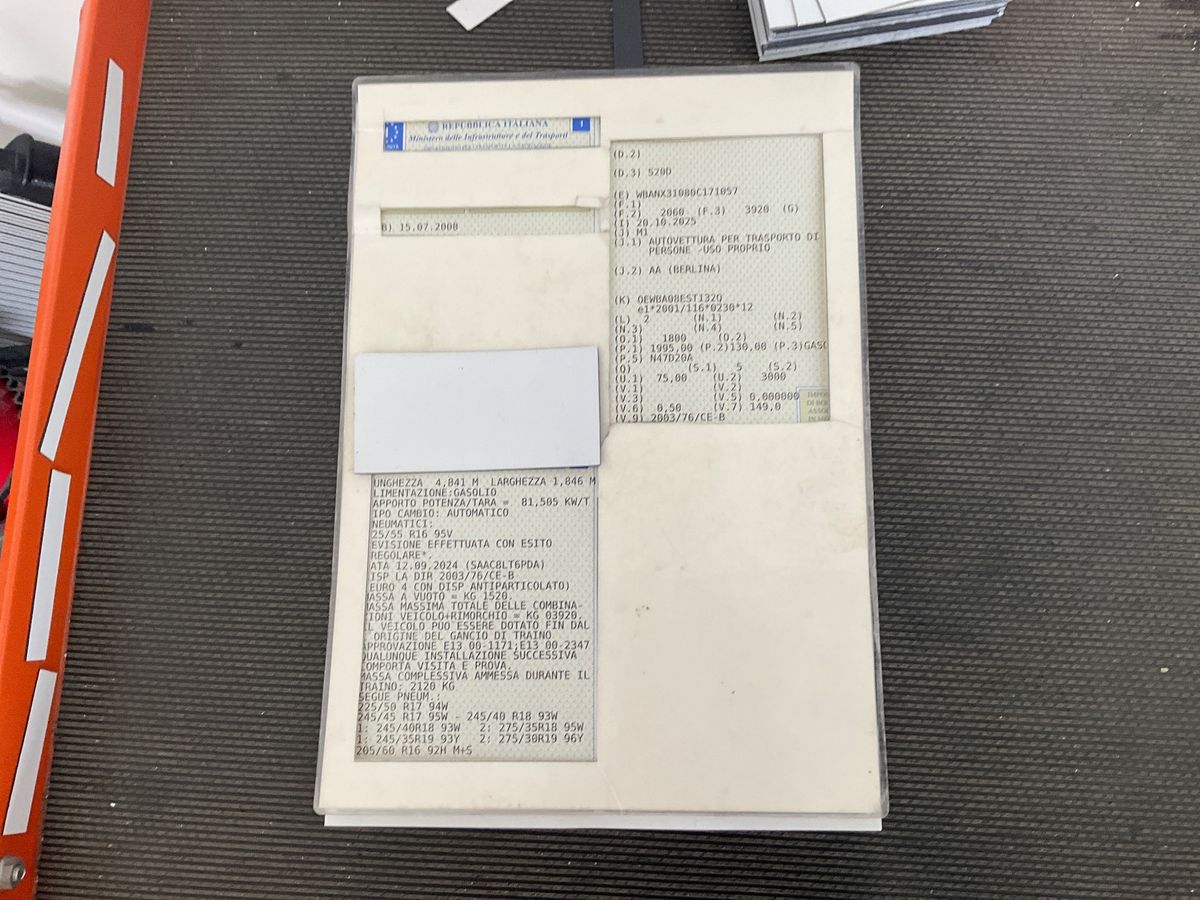 REPUBBLICA ITALIANA
Ministero delle Infrastrutture e dei Trasporti
B) 15.07.2008
UNGHEZZA 4,841 M LARGHEZZA 1,846 M
LIMENTAZIONE:GASOLIO
APPORTO POTENZA/TARA = 81,505 KW/T
IPO CAMBIO: AUTOMATICO
NEUMATICI:
25/55 R16 95V
EVISIONE EFFETTUATA CON ESITO
REGOLARE*.
ATA 12.09.2024 (SAAC8LT6PDA)
ISP LA DIR 2003/76/CE-B
EURO 4 CON DISP ANTIPARTICOLATO)
ASSA A VUOTO = KG 1520.
ASSA MASSIMA TOTALE DELLE COMBINA-
IONI VEICOLO+RIMORCHIO = KG 03920.
L VEICOLO PUO ESSERE DOTATO FIN DAL
ORIGINE DEL GANCIO DI TRAINO
APPROVAZIONE E13 00-1171;E13 00-2347
QUALUNQUE INSTALLAZIONE SUCCESSIVA
COMPORTA VISITA E PROVA.
MASSA COMPLESSIVA AMMESSA DURANTE IL
TRAINO: 2120 KG
SEGUE PNEUM.:
225/50 R17 94W
245/45 R17 95W - 245/40 R18 93W
1: 245/40R18 93W 2: 275/35R18 95W
1: 245/35R19 93Y 2: 275/30R19 96Y
205/60 R16 92H M+S
(D.2)
(D.3) 520D
(E) WBANX31080C171057
(F.1)
(F.2) 2060 (F.3) 3920 (G)
(I) 20.10.2025
(J) M1
(J.1) AUTOVETTURA PER TRASPORTO DI
PERSONE -USO PROPRIO
(J.2) AA (BERLINA)
(K) OEWBA08EST132Q
e1*2001/116*0230*12
(L) 2 (N.1) (N.2)
(N.3) (N.4) (N.5)
(O.1) 1800 (O.2)
(P.1) 1995,00 (P.2)130,00 (P.3)GASO
(P.5) N47D20A
(Q) (S.1) 5 (S.2)
(U.1) 75,00 (U.2) 3000
(V.1) (V.2)
(V.3) (V.5) 0,000000
(V.6) 0,50 (V.7) 149,0
(V.9) 2003/76/CE-B